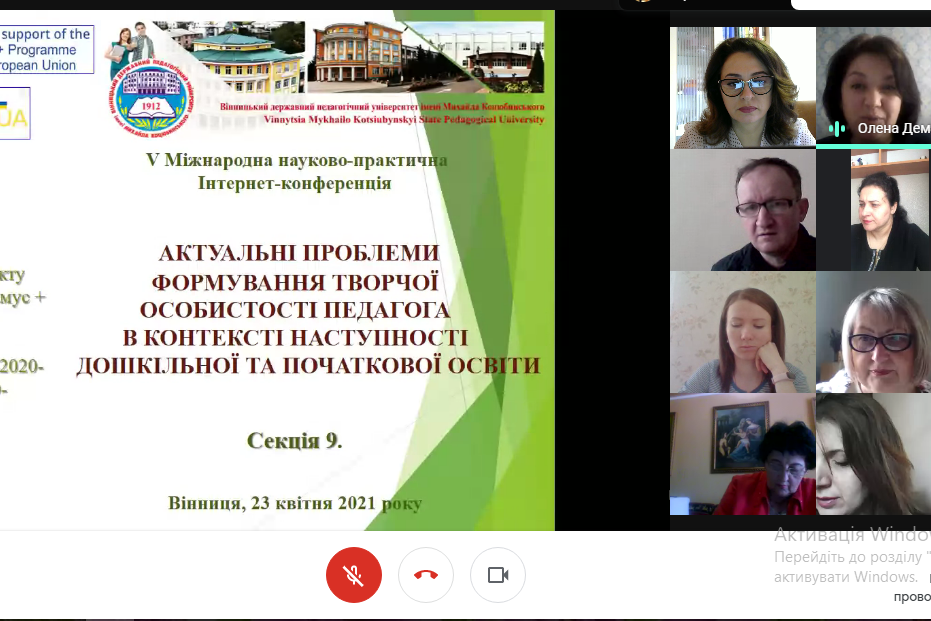 support of the
+ Programme
ropean Union
UA
1912
Вінницький державний педагогічний університет імені Михайла Коцюбинського
Vinnytsia Mykhailo Kotsiubynskyi State Pedagogical University
V Міжнародна науково-практична
Інтернет-конференція
кту
мус +
АКТУАЛЬНІ ПРОБЛЕМИ
ФОРМУВАННЯ ТВОРЧОЇ
ОСОБИСТОСТІ ПЕДАГОГА
В КОНТЕКСТІ НАСТУПНОСТІ
ДОШКІЛЬНОЇ ТА ПОЧАТКОВОЇ ОСВІТИ
2020-
Секція 9.
Вінниця, 23 квітня 2021 року
Олена Дем
Активація Windo
Перейдіть до розділу "
активувати Windows.
прово